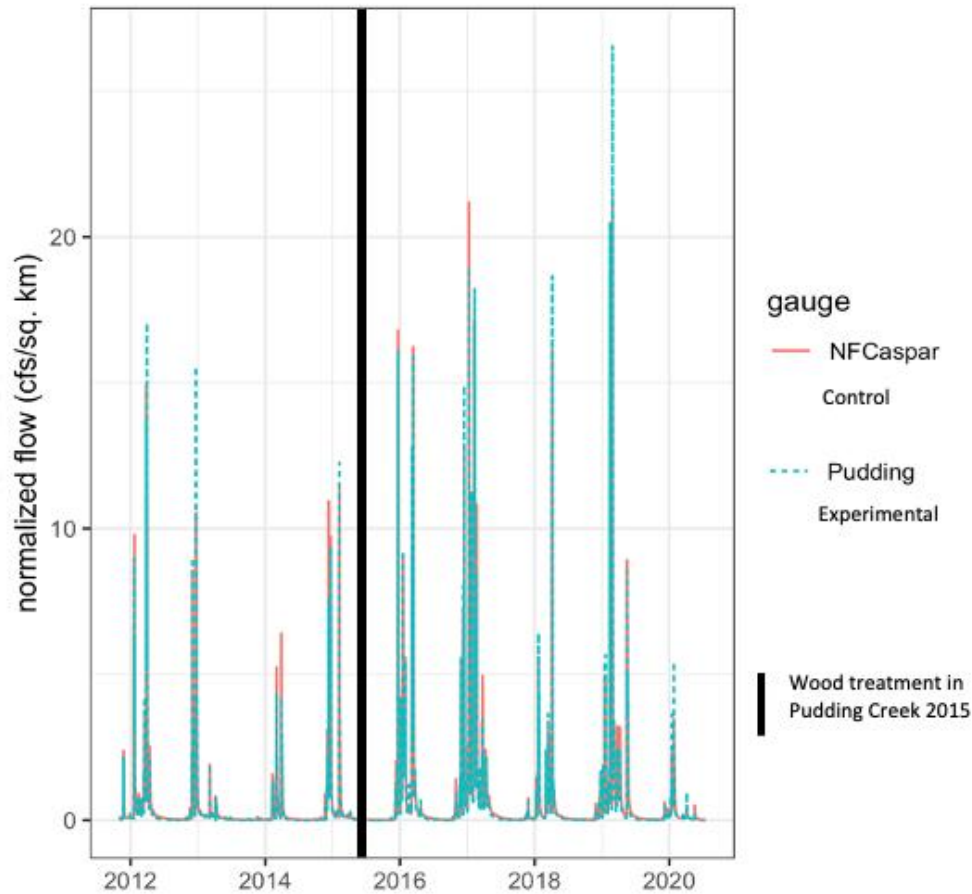 normalized flow (cfs/sq. km)
20
10
0
2012
2014
2016
2018
2020
gauge
NFCaspar
Control
Pudding
Experimental
Wood treatment in
Pudding Creek 2015